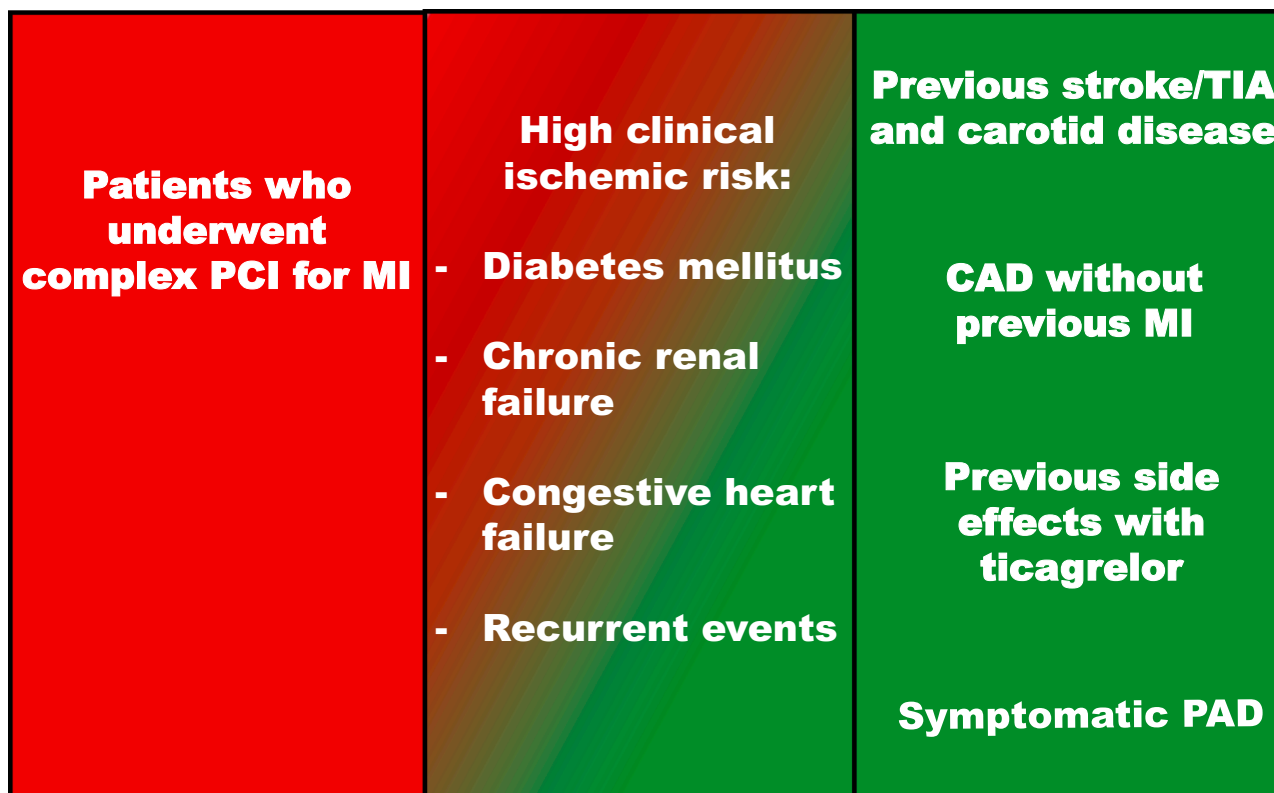 Patients who
underwent
complex PCI for MI
High clinical
ischemic risk:
- Diabetes mellitus
- Chronic renal
failure
- Congestive heart
failure
- Recurrent events
Previous stroke/TIA
and carotid disease
CAD without
previous MI
Previous side
effects with
ticagrelor
Symptomatic PAD